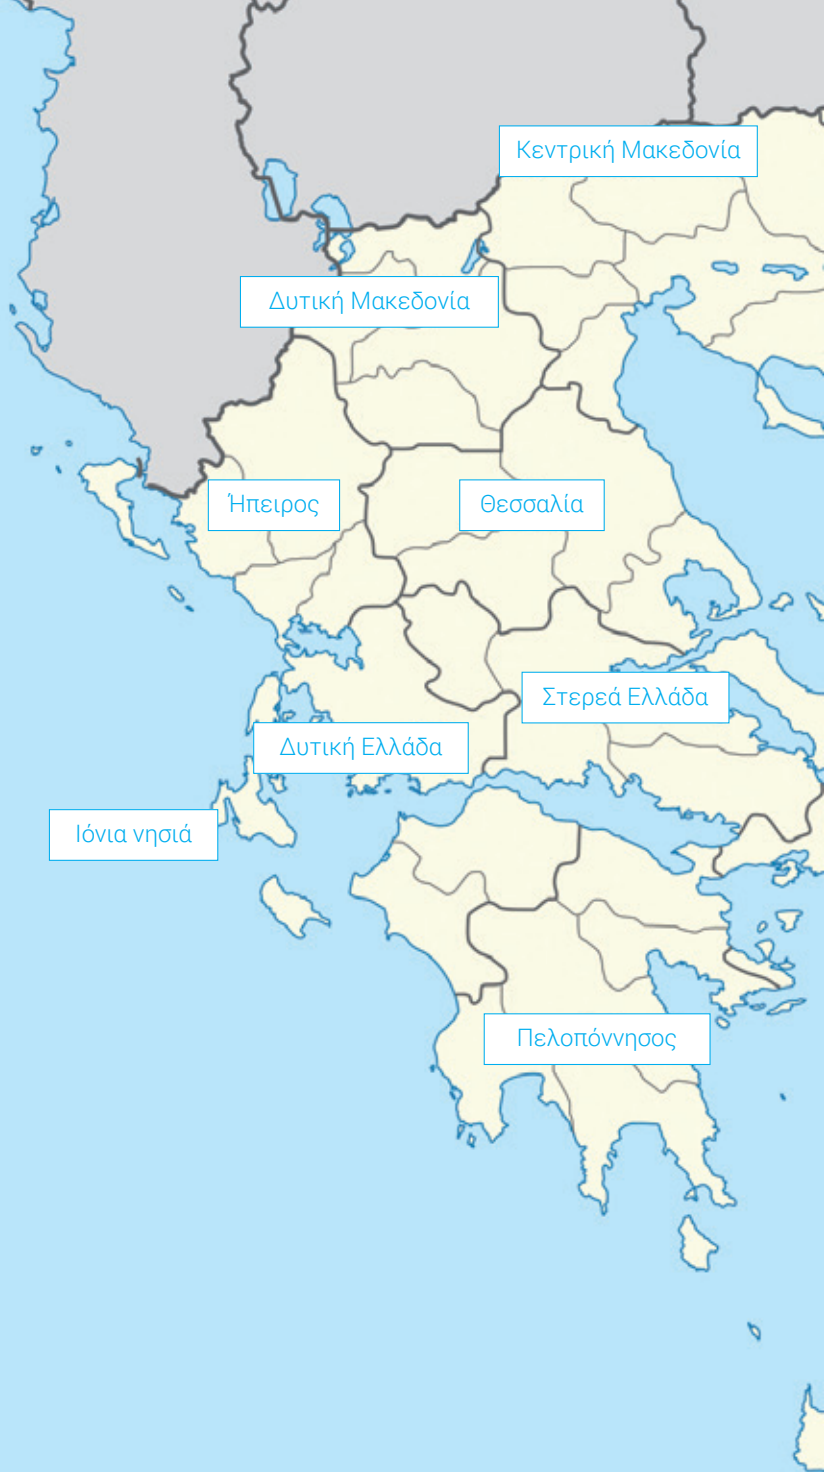 Κεντρική Μακεδονία
Δυτική Μακεδονία
Ήπειρος
Θεσσαλία
Στερεά Ελλάδα
Δυτική Ελλάδα
Ιόνια νησιά
Πελοπόννησος